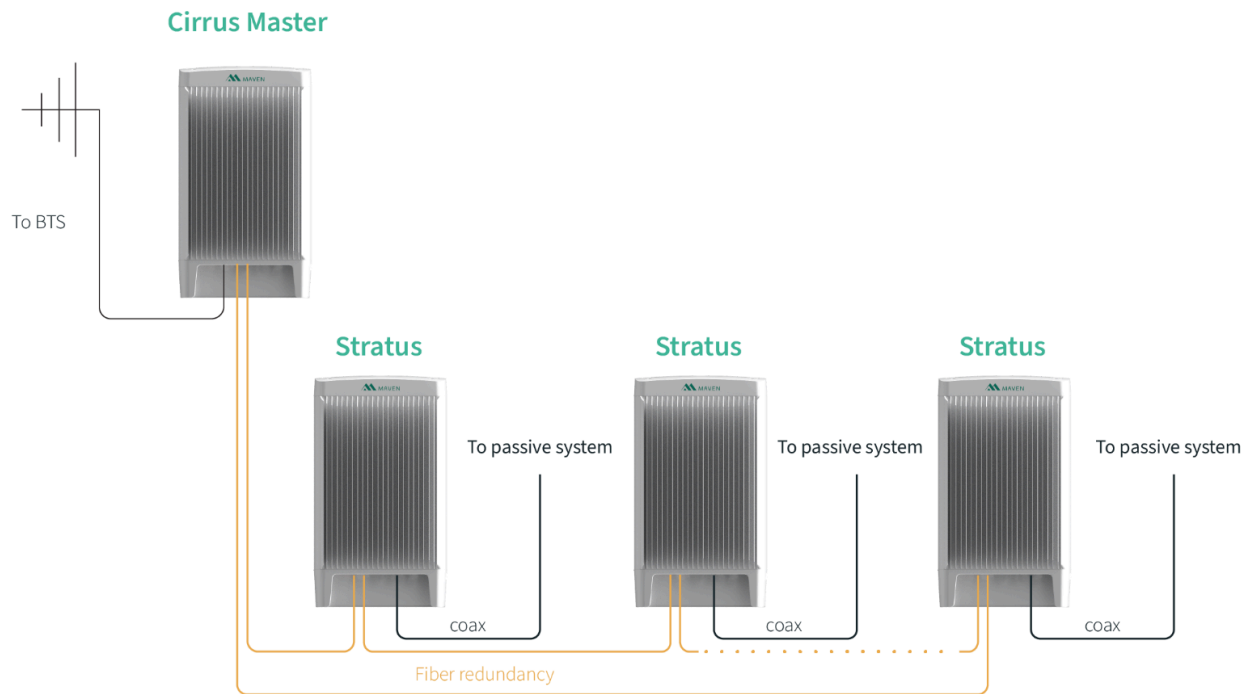 Cirrus Master
MAVEN
To BTS
Stratus
Stratus
Stratus
MAVEN
MAVEN
MAVEN
To passive system
To passive system
To passive system
coax
coax
coax
Fiber redundancy